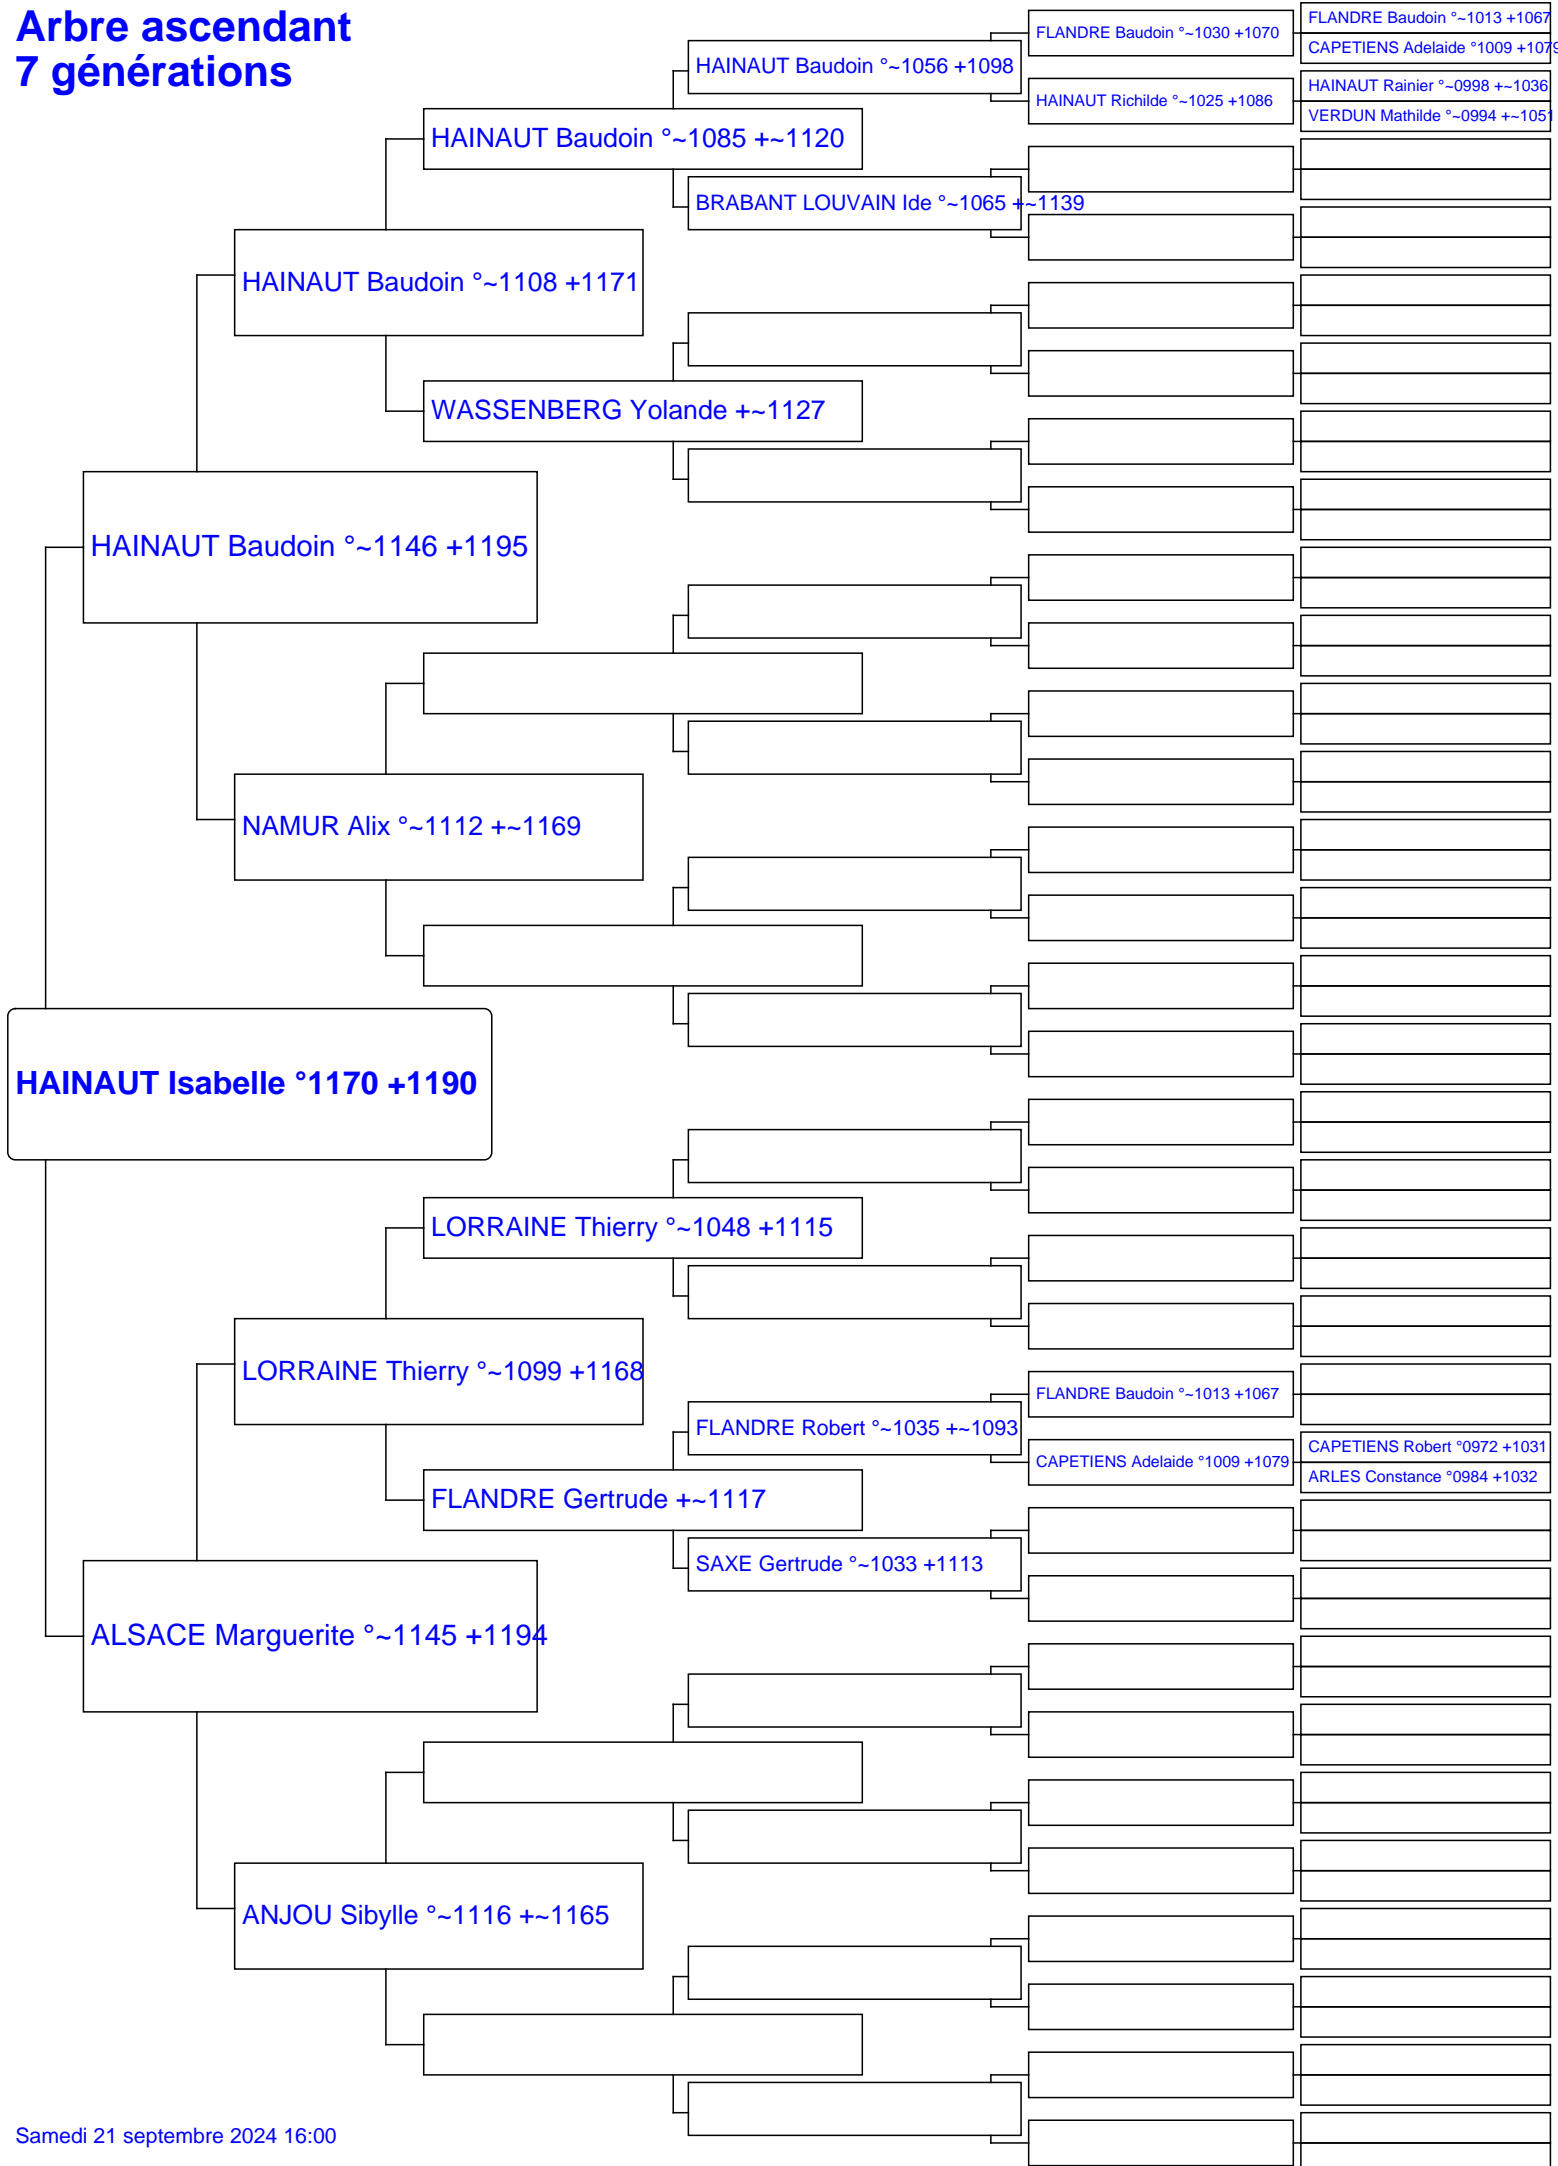 Arbre ascendant
7 générations
FLANDRE Baudoin °~1013 +1067
FLANDRE Baudoin °~1030 +1070
CAPETIENS Adelaide °1009 +1079
HAINAUT Baudoin °~1056 +1098
HAINAUT Rainier °~0998 +~1036
HAINAUT Richilde °~1025 +1086
VERDUN Mathilde °~0994 +~1051
HAINAUT Baudoin °~1085 +~1120
BRABANT LOUVAIN Ide °~1065 +~1139
HAINAUT Baudoin °~1108 +1171
WASSENBERG Yolande +~1127
HAINAUT Baudoin °~1146 +1195
NAMUR Alix °~1112 +~1169
HAINAUT Isabelle °1170 +1190
LORRAINE Thierry °~1048 +1115
LORRAINE Thierry °~1099 +1168
FLANDRE Baudoin °~1013 +1067
FLANDRE Robert °~1035 +~1093
CAPETIENS Robert °0972 +1031
CAPETIENS Adelaide °1009 +1079
ARLES Constance °0984 +1032
FLANDRE Gertrude +~1117
SAXE Gertrude °~1033 +1113
ALSACE Marguerite °~1145 +1194
ANJOU Sibylle °~1116 +~1165
Samedi 21 septembre 2024 16:00